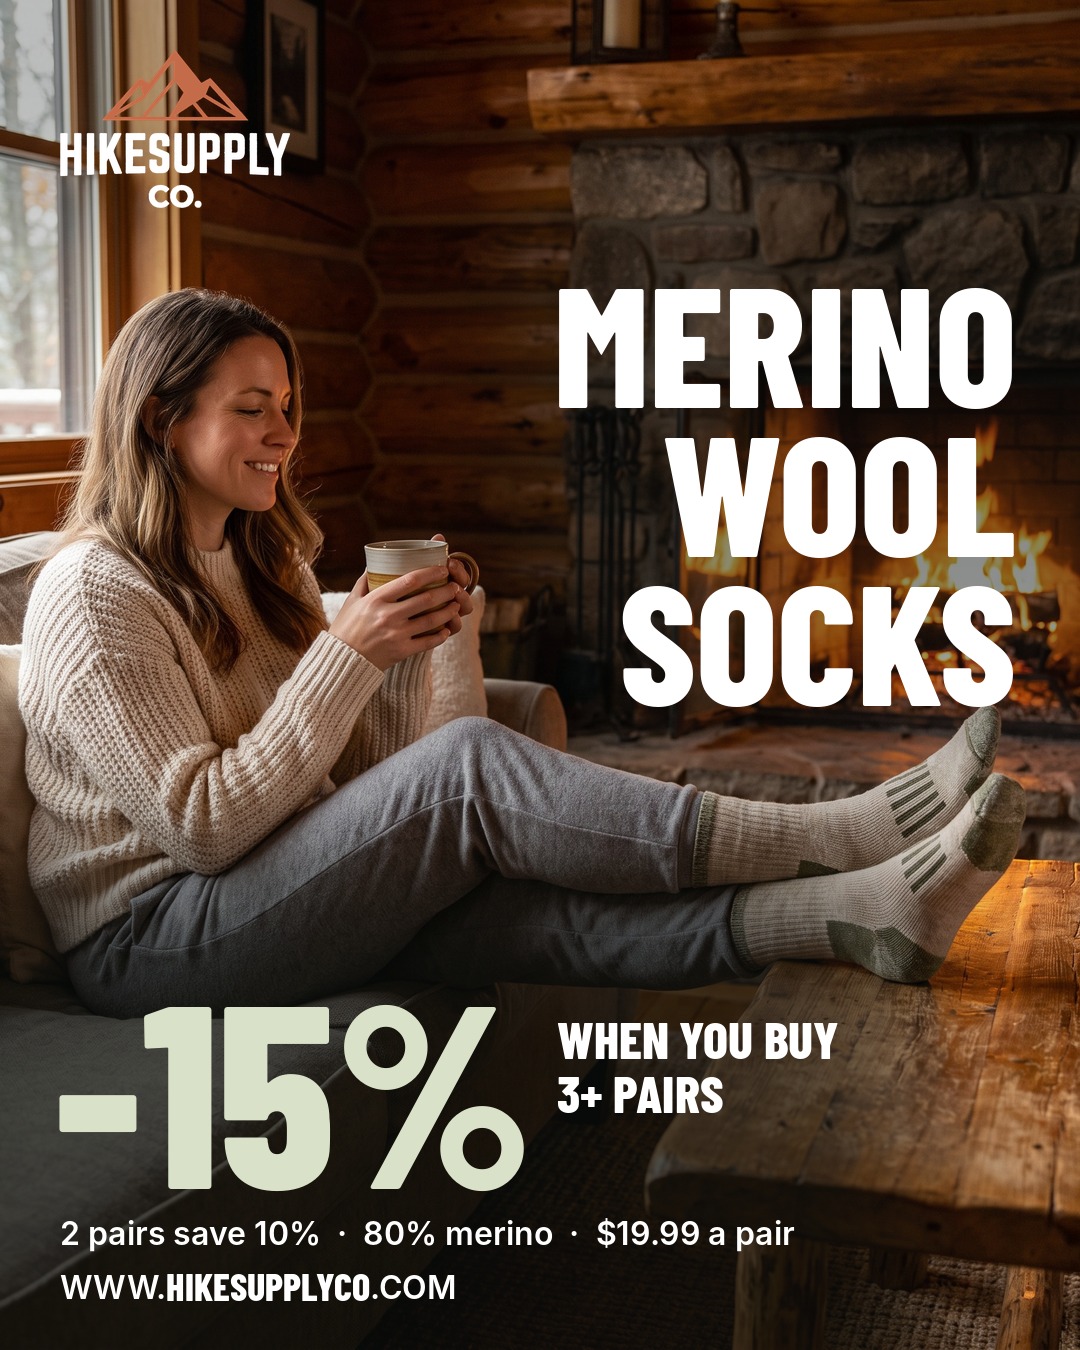 HIKESUPPLY
CO.
MERINO
WOOL
SOCKS
-15%
WHEN YOU BUY
3+ PAIRS
2 pairs save 10% · 80% merino · $19.99 a pair
WWW.HIKESUPPLYCO.COM